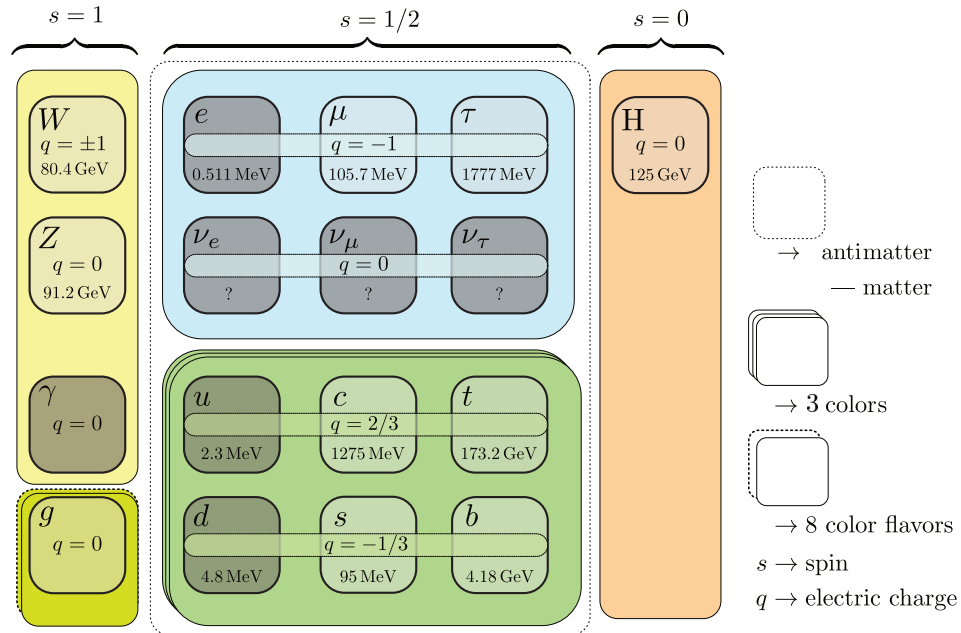 s = 1
s = 1/2
s = 0
W
q = ±1
80.4 GeV
Z
q = 0
91.2 GeV
γ
q = 0
g
q = 0
e μ τ
q = −1
0.511 MeV 105.7 MeV 1777 MeV
ν_e ν_μ ν_τ
q = 0
? ? ?
u c t
q = 2/3
2.3 MeV 1275 MeV 173.2 GeV
d s b
q = −1/3
4.8 MeV 95 MeV 4.18 GeV
H
q = 0
125 GeV
→ antimatter
— matter
→ 3 colors
→ 8 color flavors
s → spin
q → electric charge